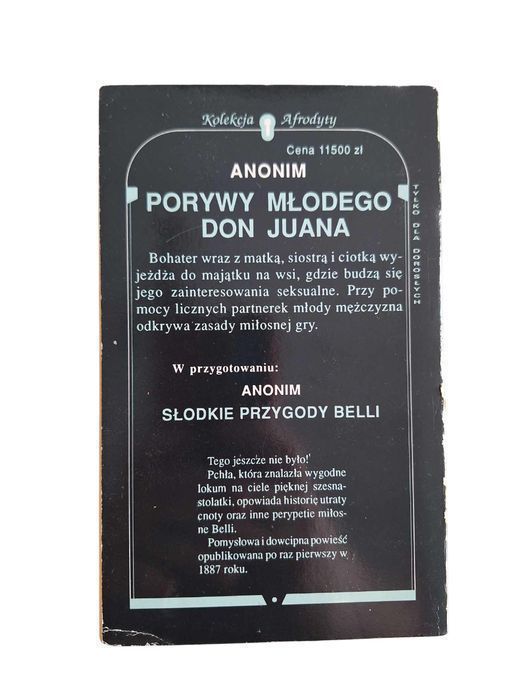 Kolekcja Afrodyty
Cena 11500 zł
ANONIM
PORYWY MŁODEGO
DON JUANA
TYLKO DLA DOROSŁYCH
Bohater wraz z matką, siostrą i ciotką wy-
jeżdża do majątku na wsi, gdzie budzą się
jego zainteresowania seksualne. Przy po-
mocy licznych partnerek młody mężczyzna
odkrywa zasady miłosnej gry.
W przygotowaniu:
ANONIM
SŁODKIE PRZYGODY BELLI
Tego jeszcze nie było!
Pchła, która znalazła wygodne
lokum na ciele pięknej szesna-
stolatki, opowiada historię utraty
cnoty oraz inne perypetie miłos-
ne Belli.
Pomysłowa i dowcipna powieść
opublikowana po raz pierwszy w
1887 roku.